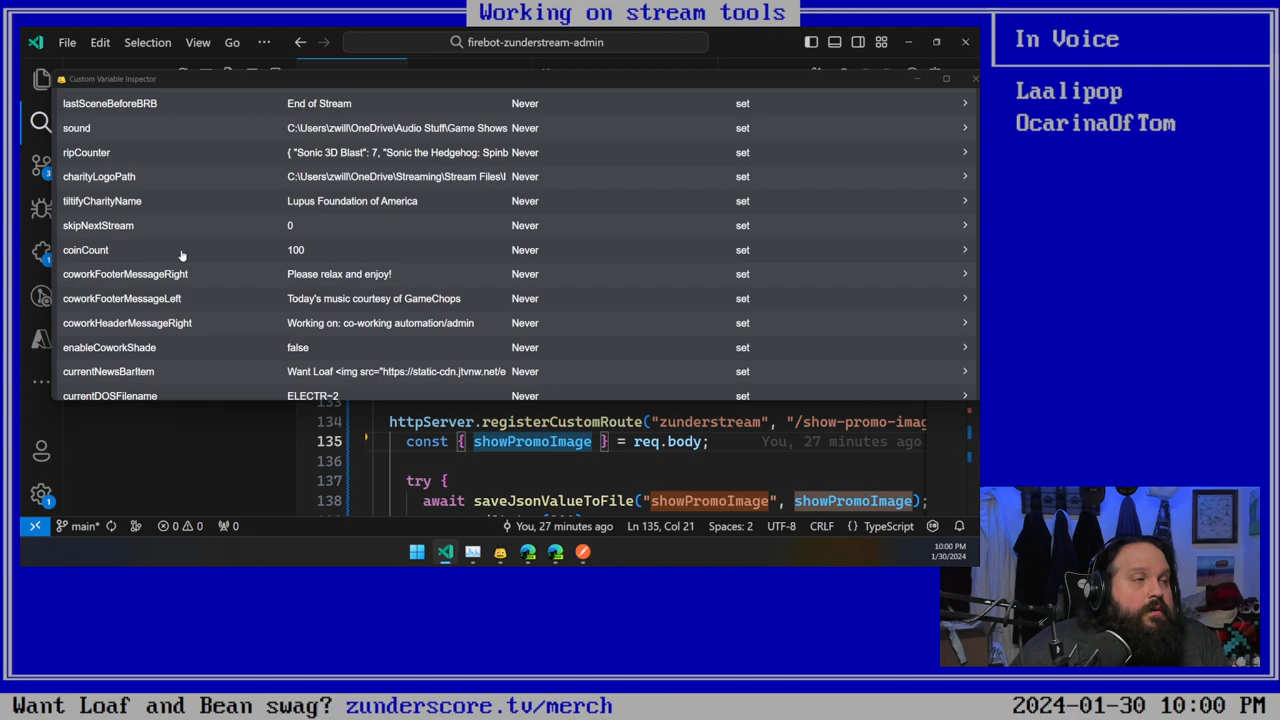 Working on stream tools
File Edit Selection View Go ··· firebot-zunderstream-admin
Custom Variable Inspector
lastSceneBeforeBRB End of Stream Never set
sound C:\Users\zwill\OneDrive\Audio Stuff\Game Shows Never set
ripCounter { "Sonic 3D Blast": 7, "Sonic the Hedgehog: Spinb Never set
charityLogoPath C:\Users\zwill\OneDrive\Streaming\Stream Files\I Never set
tiltifyCharityName Lupus Foundation of America Never set
skipNextStream 0 Never set
coinCount 100 Never set
coworkFooterMessageRight Please relax and enjoy! Never set
coworkFooterMessageLeft Today's music courtesy of GameChops Never set
coworkHeaderMessageRight Working on: co-working automation/admin Never set
enableCoworkShade false Never set
currentNewsBarItem Want Loaf <img src="https://static-cdn.jtvnw.net/e Never set
currentDOSFilename ELECTR~2
134 httpServer.registerCustomRoute("zunderstream", "/show-promo-imag
135 const { showPromoImage } = req.body; You, 27 minutes ago
136
137 try {
138 await saveJsonValueToFile("showPromoImage", showPromoImage);
main* 0 0 0 You, 27 minutes ago Ln 135, Col 21 Spaces: 2 UTF-8 CRLF {} TypeScript
10:00 PM
1/30/2024
In Voice
Laalipop
OcarinaOfTom
Want Loaf and Bean swag? zunderscore.tv/merch 2024-01-30 10:00 PM